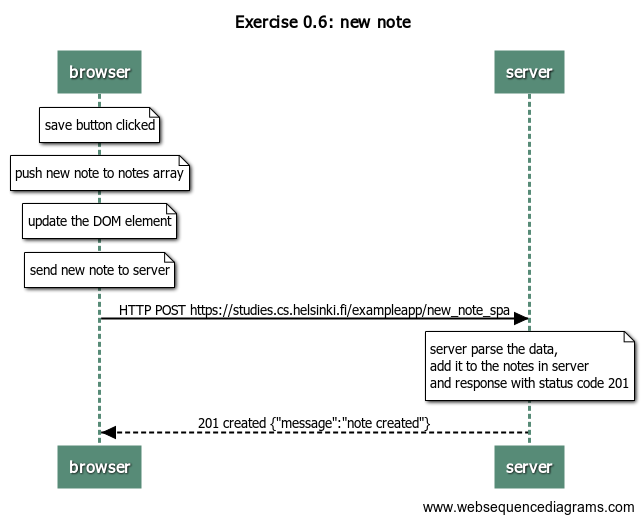 Exercise 0.6: new note
browser
server
save button clicked
push new note to notes array
update the DOM element
send new note to server
HTTP POST https://studies.cs.helsinki.fi/exampleapp/new_note_spa
server parse the data,
add it to the notes in server
and response with status code 201
201 created {"message":"note created"}
browser
server
www.websequencediagrams.com